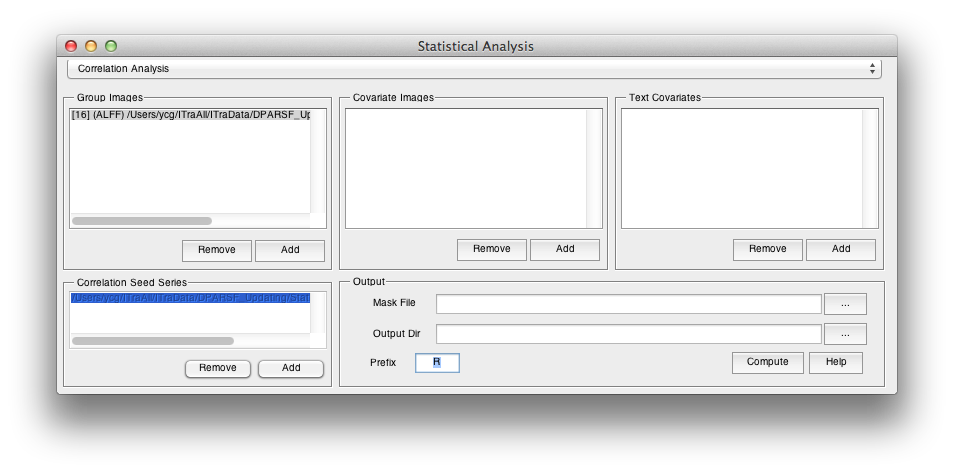 Statistical Analysis
Correlation Analysis
Group Images
[16] (ALFF) /Users/ycg/ITraAll/ITraData/DPARSF_Up
Remove
Add
Covariate Images
Remove
Add
Text Covariates
Remove
Add
Correlation Seed Series
/Users/ycg/ITraAll/ITraData/DPARSF_Updating/Stat
Remove
Add
Output
Mask File
...
Output Dir
...
Prefix
R
Compute
Help